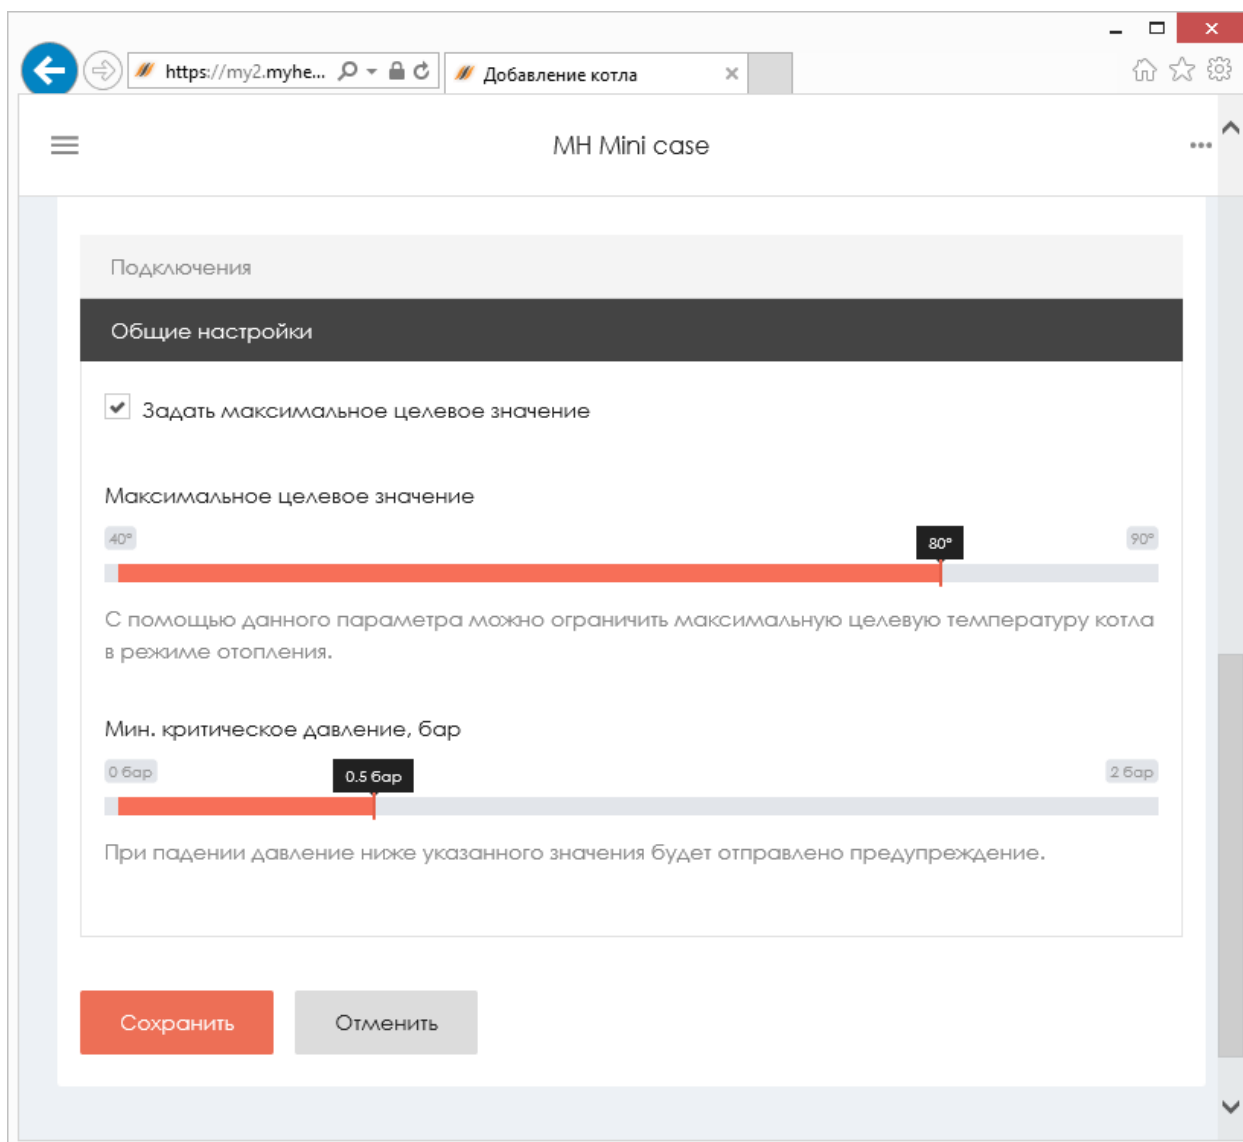 https://my2.myhe...
Добавление котла
MH Mini case
Подключения
Общие настройки
Задать максимальное целевое значение
Максимальное целевое значение
40° 80° 90°
С помощью данного параметра можно ограничить максимальную целевую температуру котла
в режиме отопления.
Мин. критическое давление, бар
0 бар 0.5 бар 2 бар
При падении давление ниже указанного значения будет отправлено предупреждение.
Сохранить Отменить